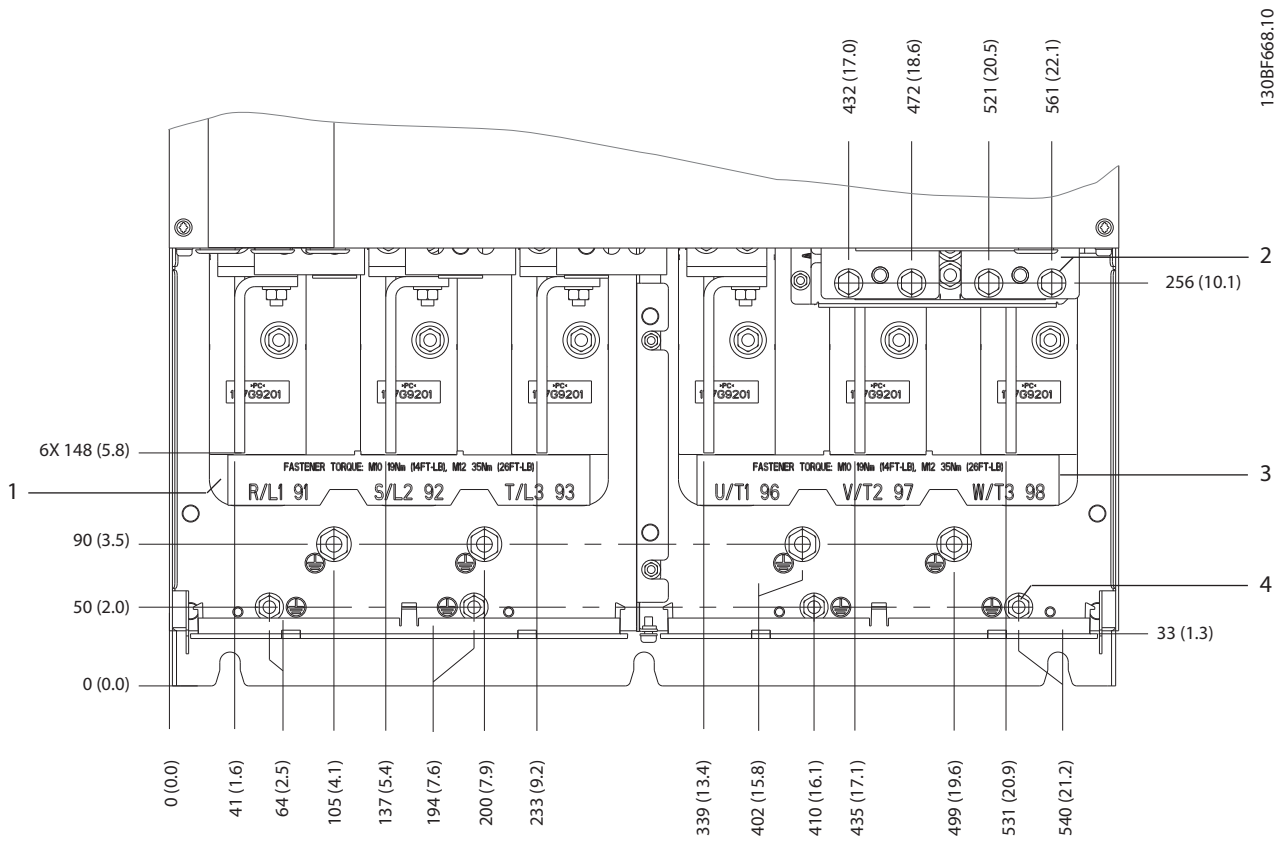 130BF668.10
432 (17.0)
472 (18.6)
521 (20.5)
561 (22.1)
2
256 (10.1)
»PC«
»PC«
»PC«
»PC«
»PC«
»PC«
6X 148 (5.8)
FASTENER TORQUE: M10 19Nm (14FT-LB), M12 35Nm (26FT-LB)
FASTENER TORQUE: M10 19Nm (14FT-LB), M12 35Nm (26FT-LB)
3
1
R/L1 91
S/L2 92
T/L3 93
U/T1 96
V/T2 97
W/T3 98
90 (3.5)
4
50 (2.0)
33 (1.3)
0 (0.0)
0 (0.0)
41 (1.6)
64 (2.5)
105 (4.1)
137 (5.4)
194 (7.6)
200 (7.9)
233 (9.2)
339 (13.4)
402 (15.8)
410 (16.1)
435 (17.1)
499 (19.6)
531 (20.9)
540 (21.2)